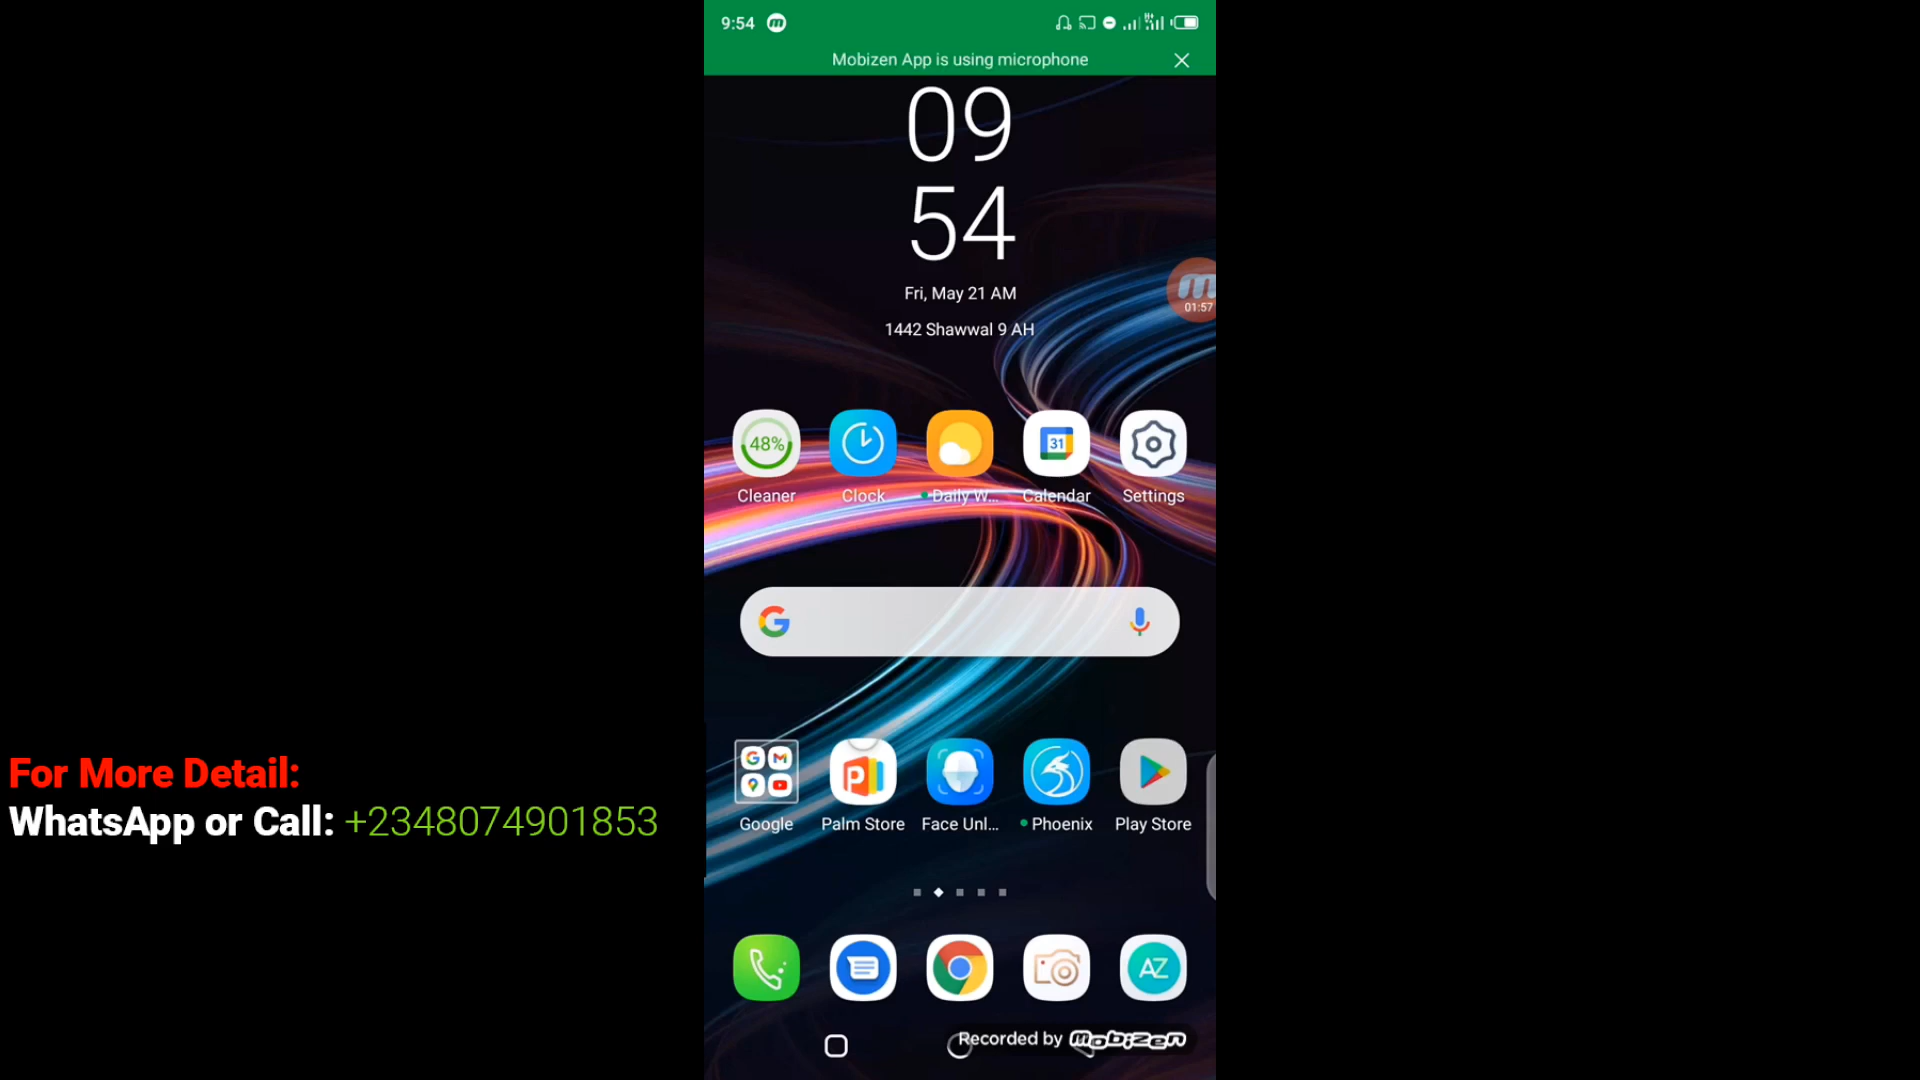 9:54
Mobizen App is using microphone
09
54
Fri, May 21 AM
1442 Shawwal 9 AH
01:57
48%
31
Cleaner
Clock
Daily W...
Calendar
Settings
Google
Palm Store
Face Unl...
Phoenix
Play Store
For More Detail:
WhatsApp or Call: +2348074901853
AZ
Recorded by Mobizen